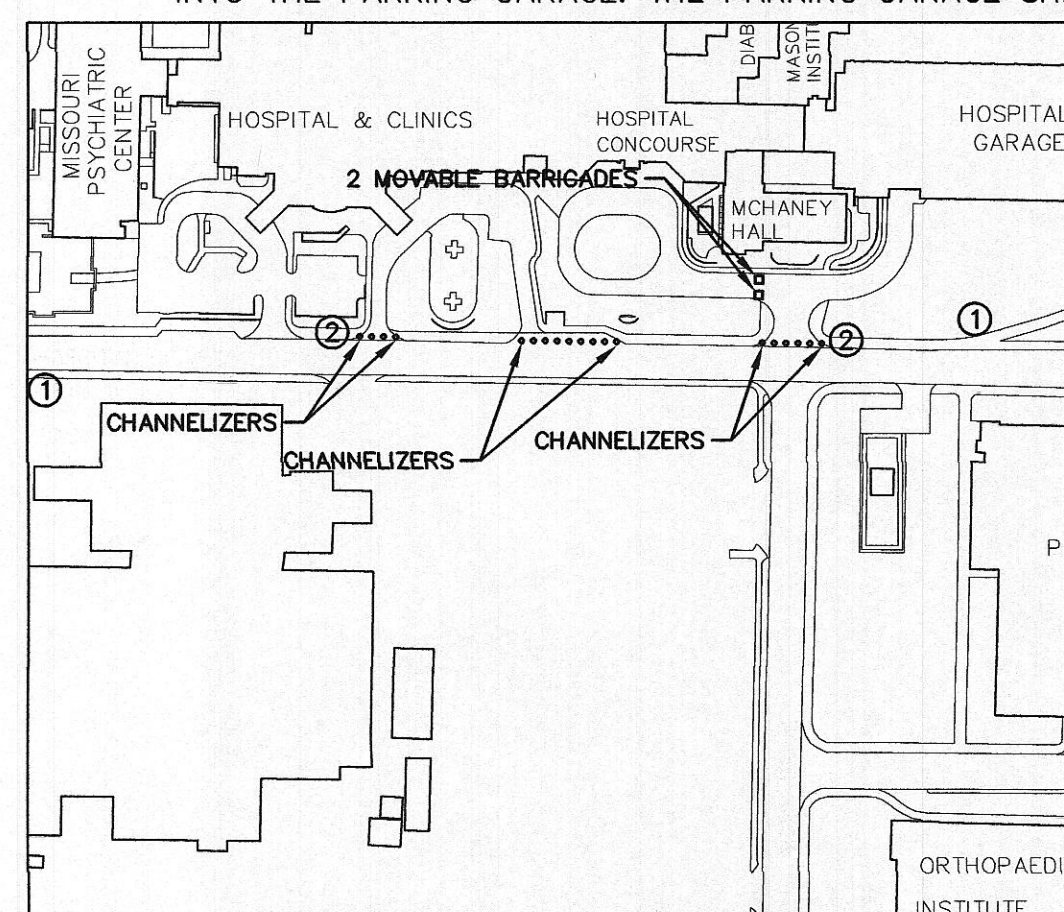 INTO THE PARKING GARAGE. THE PARKING GARAGE
MISSOURI
PSYCHIATRIC
CENTER
HOSPITAL & CLINICS
HOSPITAL
CONCOURSE
DIAB
MASON
INSTIT
HOSPITAL
GARAGE
2 MOVABLE BARRICADES
MCHANEY
HALL
1
2
2
1
CHANNELIZERS
CHANNELIZERS
CHANNELIZERS
P
ORTHOPAEDI
INSTITUTE